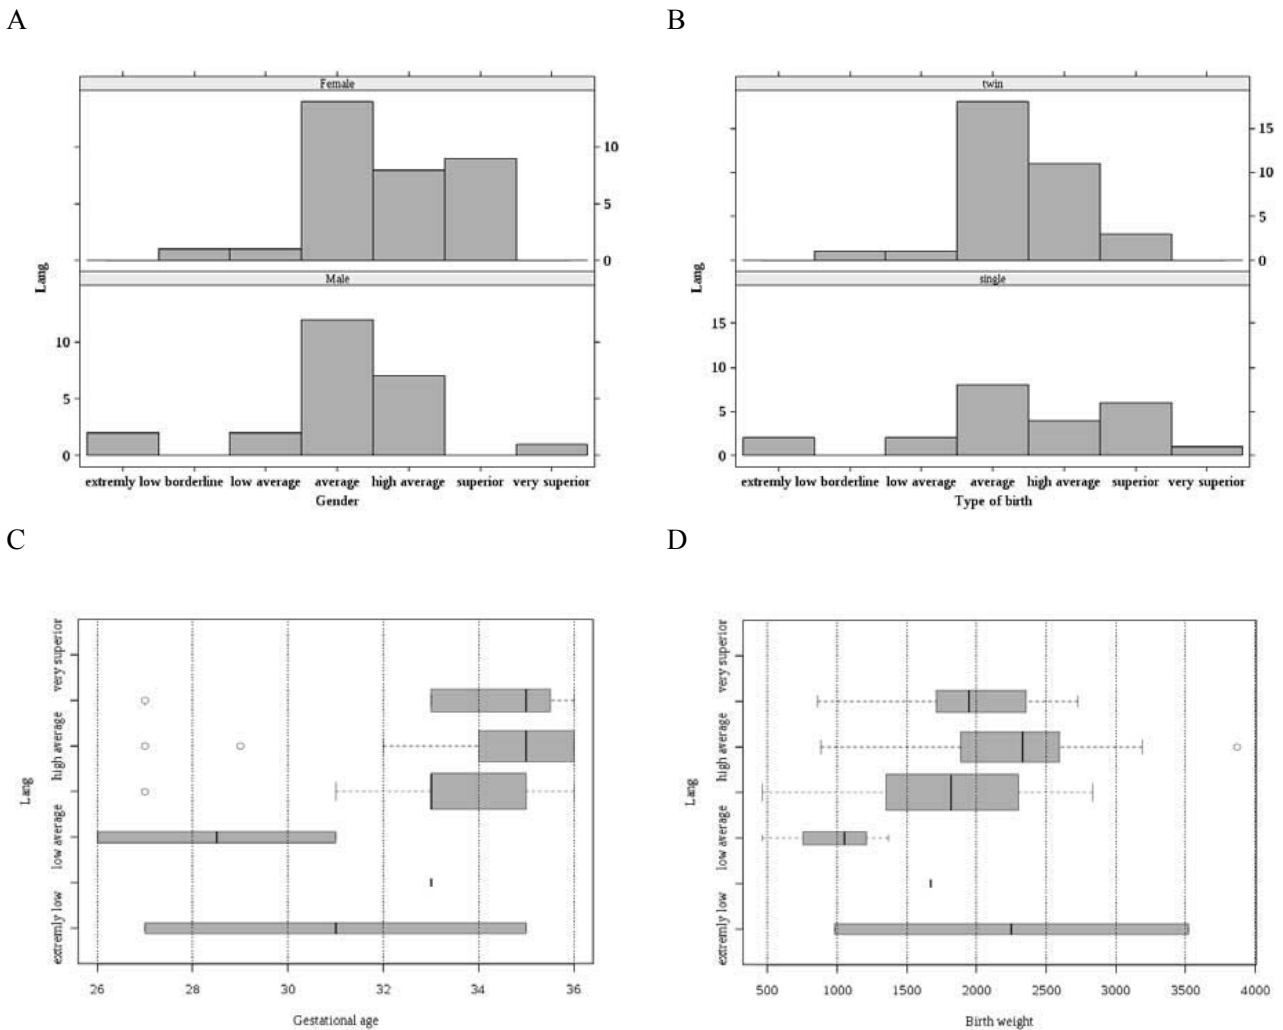 A
B
Female
10
5
0
Lang
Male
10
5
0
extremly low borderline low average average high average superior very superior
Gender
twin
15
10
5
0
Lang
single
15
10
5
0
extremly low borderline low average average high average superior very superior
Type of birth
C
D
very superior
high average
low average
extremly low
Lang
26 28 30 32 34 36
Gestational age
very superior
high average
low average
extremly low
Lang
500 1000 1500 2000 2500 3000 3500 4000
Birth weight